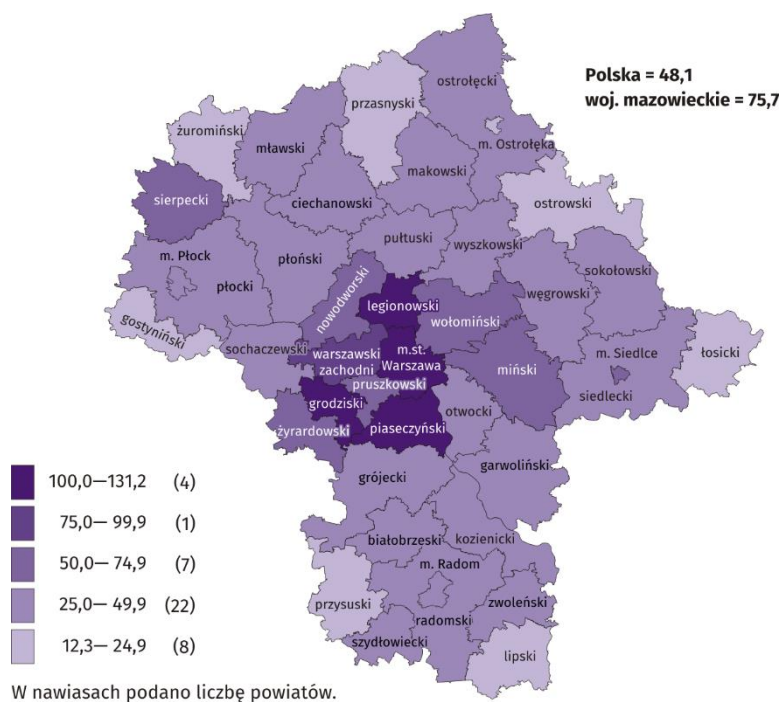 ostrołęcki
Polska = 48,1
woj. mazowieckie = 75,7
przasnyski
żuromiński
mławski
m. Ostrołęka
makowski
sierpecki
ciechanowski
ostrowski
pułtuski
wyszkowski
m. Płock
płoński
sokołowski
płocki
nowodworski
węgrowski
legionowski
wołomiński
gostyniński
sochaczewski
warszawski
zachodni
m.st.
Warszawa
m. Siedlce
łosicki
miński
pruszkowski
siedlecki
grodziski
otwocki
żyrardowski
piaseczyński
garwoliński
grójecki
100,0—131,2 (4)
75,0— 99,9 (1)
50,0— 74,9 (7)
25,0— 49,9 (22)
12,3— 24,9 (8)
białobrzeski
kozienicki
m. Radom
przysuski
zwoleński
radomski
szydłowiecki
lipski
W nawiasach podano liczbę powiatów.